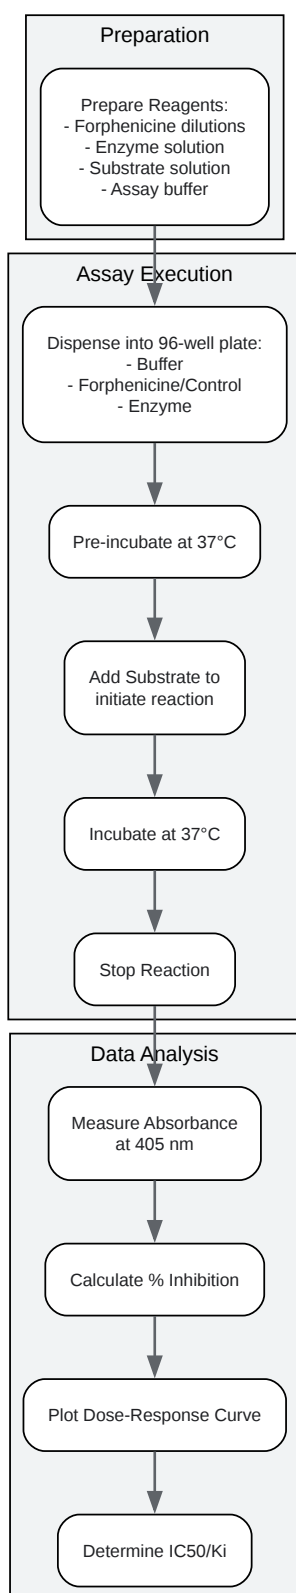 Preparation
Prepare Reagents:
- Forphenicine dilutions
- Enzyme solution
- Substrate solution
- Assay buffer
Assay Execution
Dispense into 96-well plate:
- Buffer
- Forphenicine/Control
- Enzyme
Pre-incubate at 37°C
Add Substrate to
initiate reaction
Incubate at 37°C
Stop Reaction
Data Analysis
Measure Absorbance
at 405 nm
Calculate % Inhibition
Plot Dose-Response Curve
Determine IC50/Ki